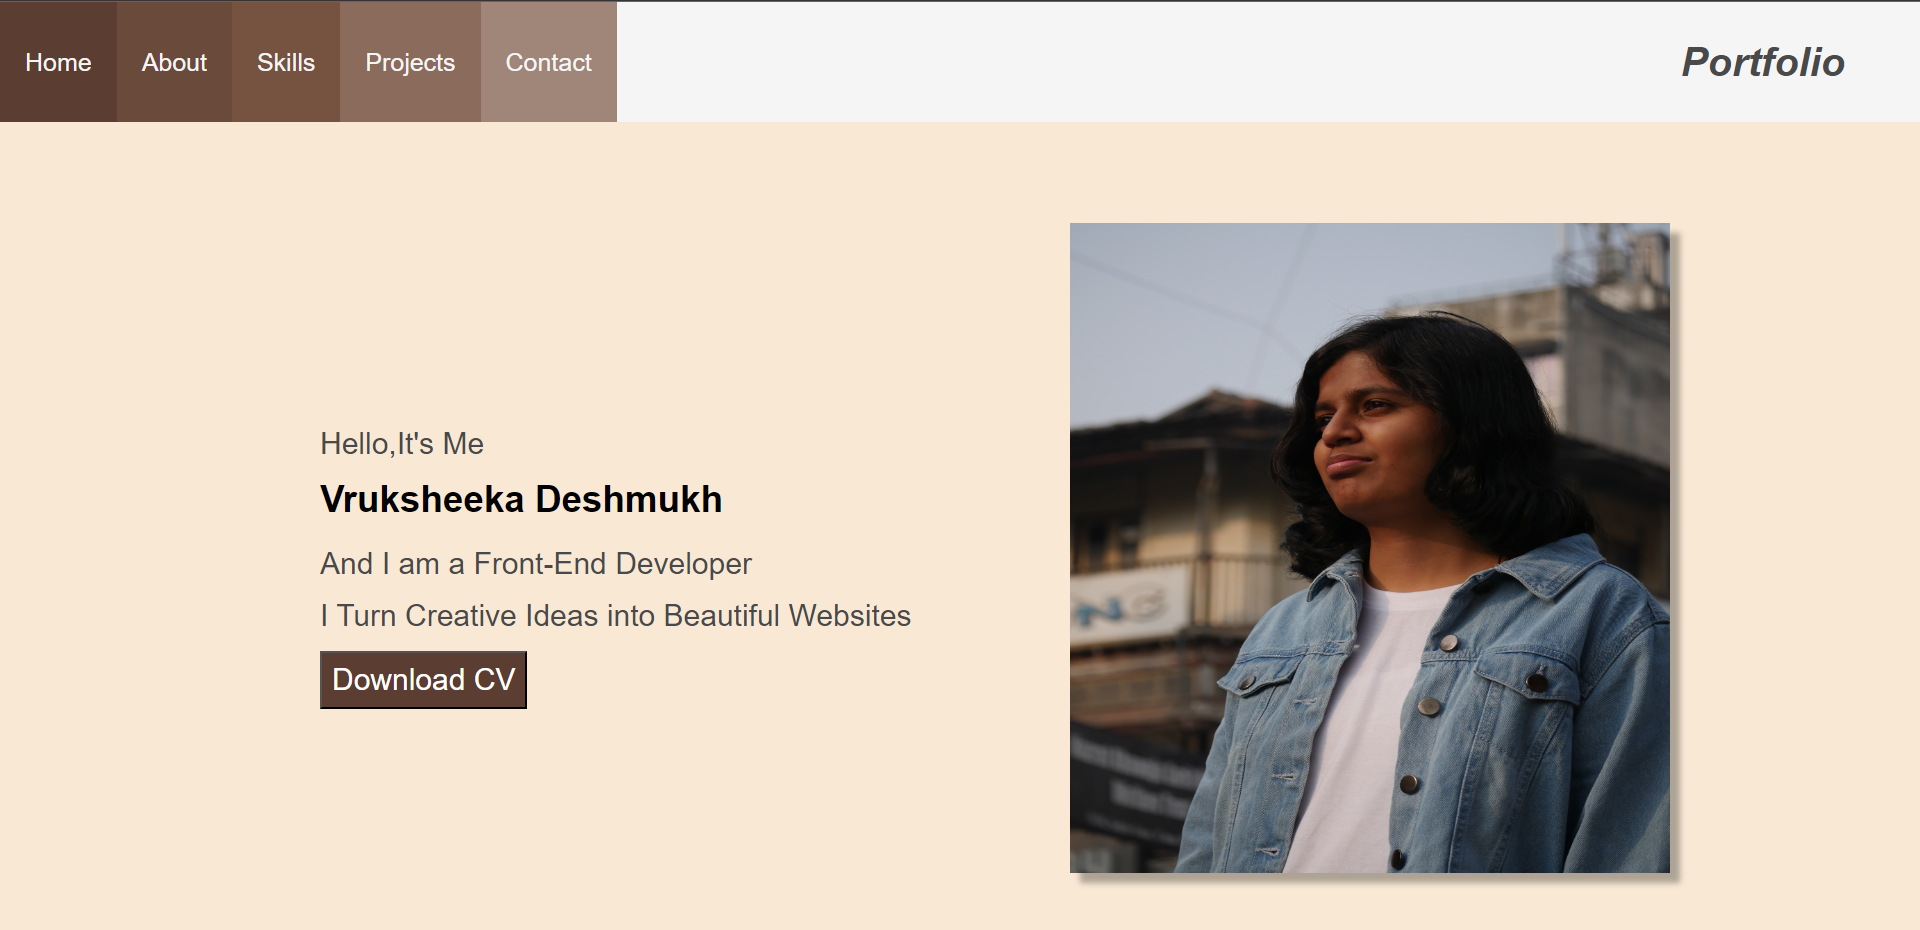 Home About Skills Projects Contact Portfolio
Hello,It's Me
Vruksheeka Deshmukh
And I am a Front-End Developer
I Turn Creative Ideas into Beautiful Websites
Download CV